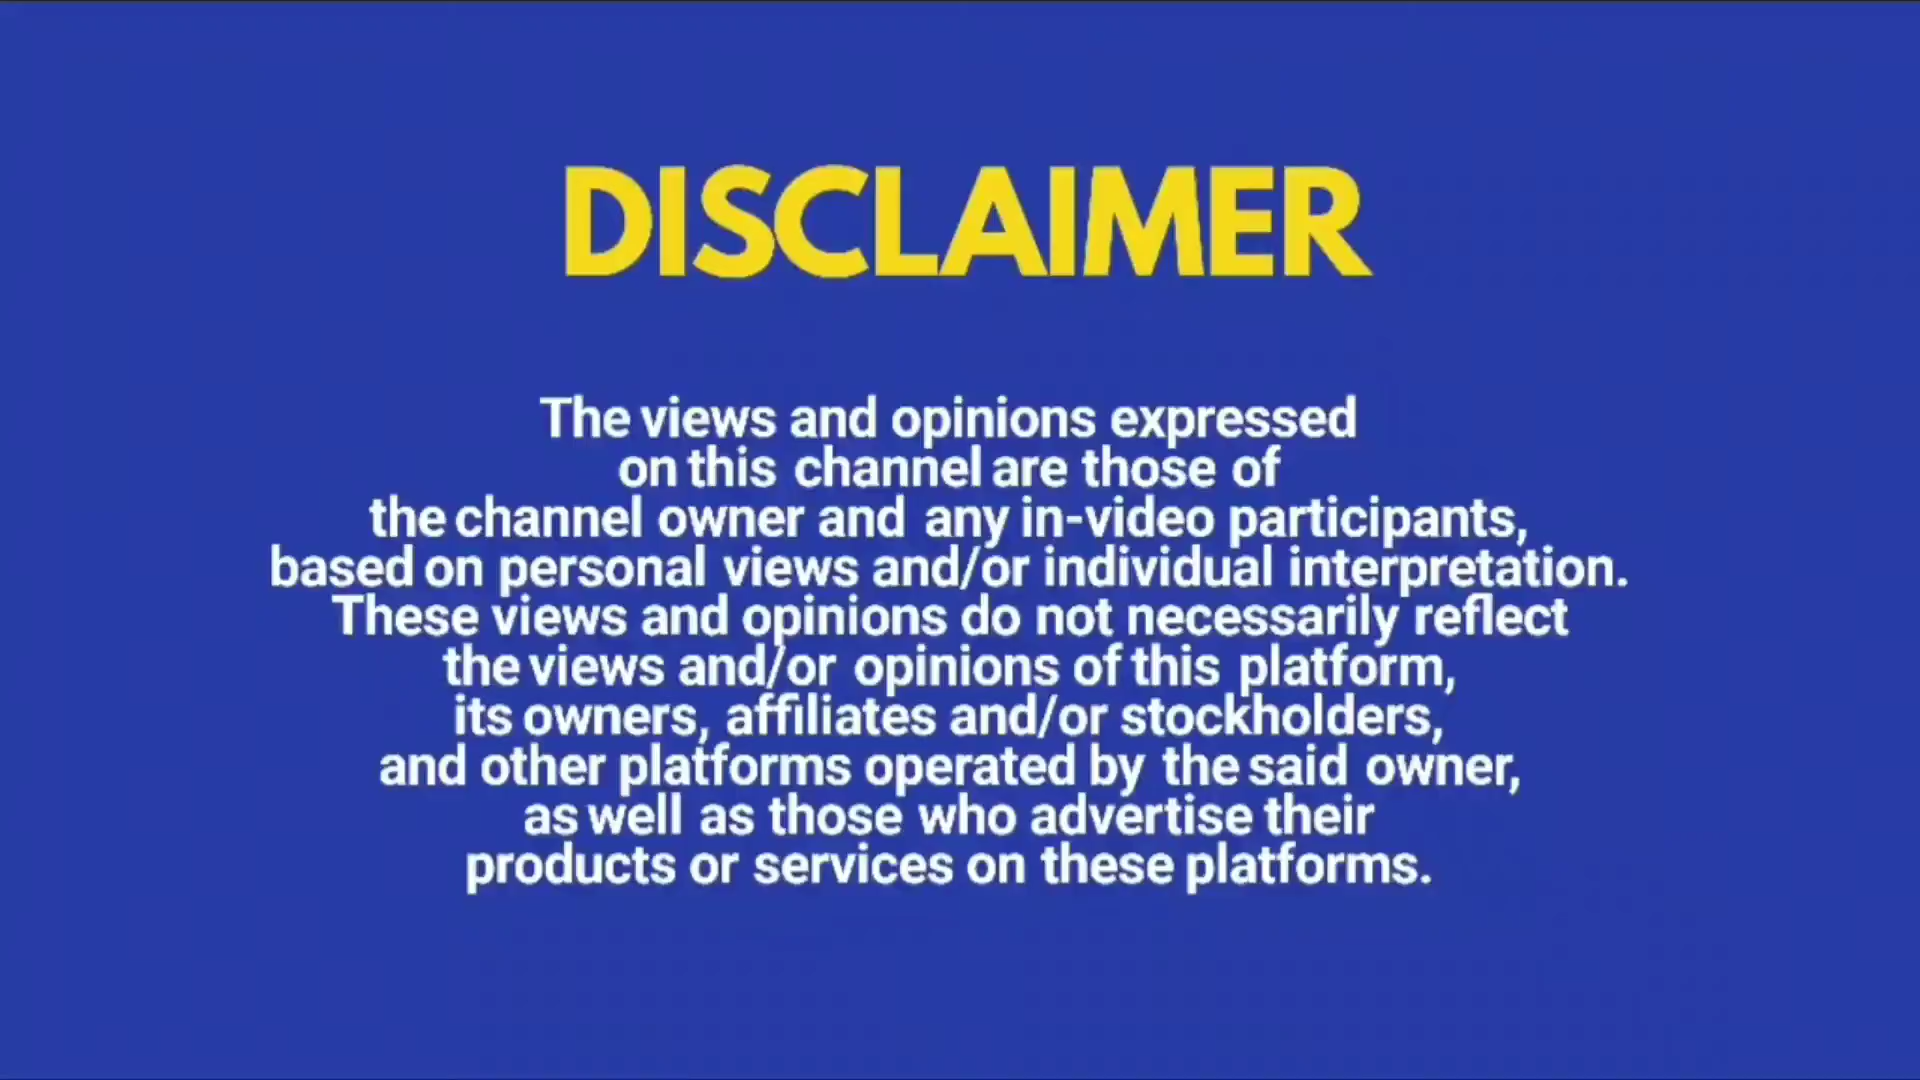 DISCLAIMER
The views and opinions expressed
on this channel are those of
the channel owner and any in-video participants,
based on personal views and/or individual interpretation.
These views and opinions do not necessarily reflect
the views and/or opinions of this platform,
its owners, affiliates and/or stockholders,
and other platforms operated by the said owner,
as well as those who advertise their
products or services on these platforms.